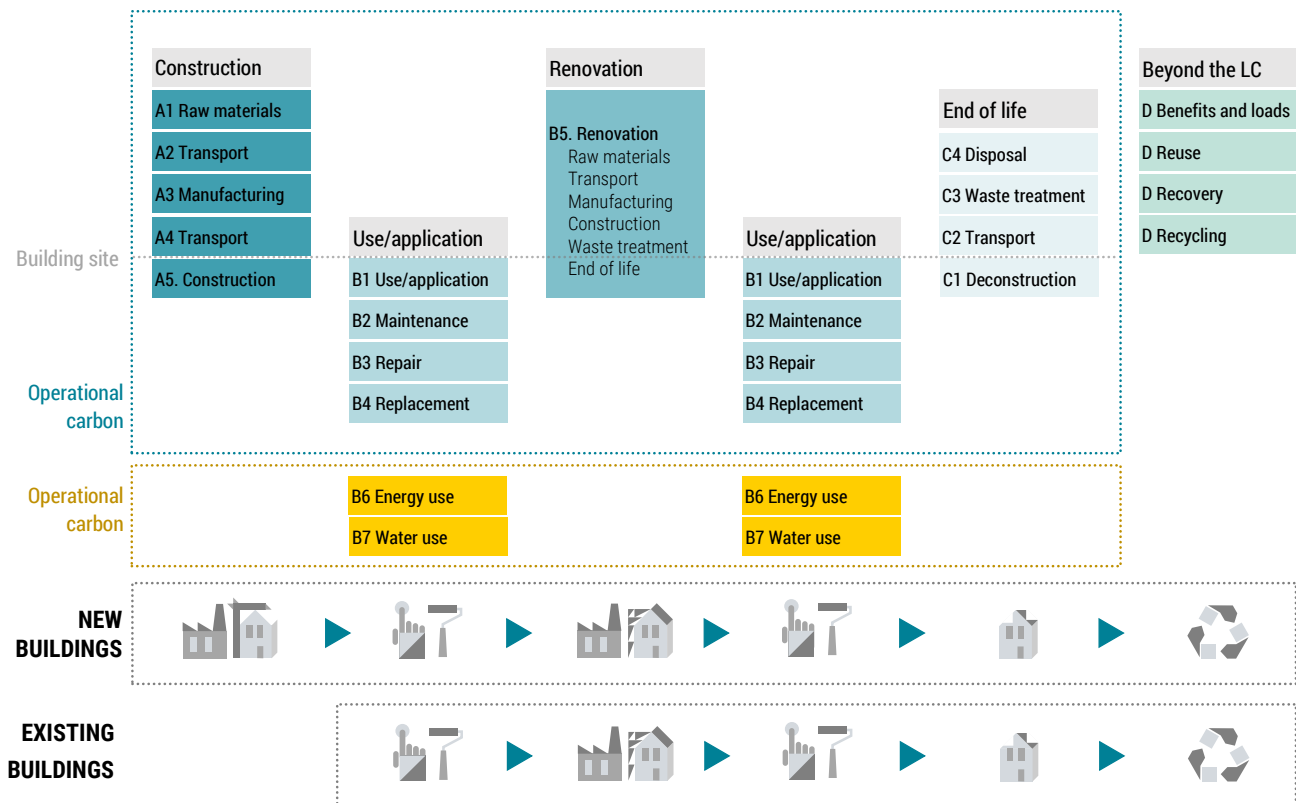 Construction
A1 Raw materials
A2 Transport
A3 Manufacturing
A4 Transport
A5. Construction
Use/application
B1 Use/application
B2 Maintenance
B3 Repair
B4 Replacement
B6 Energy use
B7 Water use
Renovation
B5. Renovation
Raw materials
Transport
Manufacturing
Construction
Waste treatment
End of life
Use/application
B1 Use/application
B2 Maintenance
B3 Repair
B4 Replacement
B6 Energy use
B7 Water use
End of life
C4 Disposal
C3 Waste treatment
C2 Transport
C1 Deconstruction
Beyond the LC
D Benefits and loads
D Reuse
D Recovery
D Recycling
Building site
Operational
carbon
Operational
carbon
NEW
BUILDINGS
EXISTING
BUILDINGS